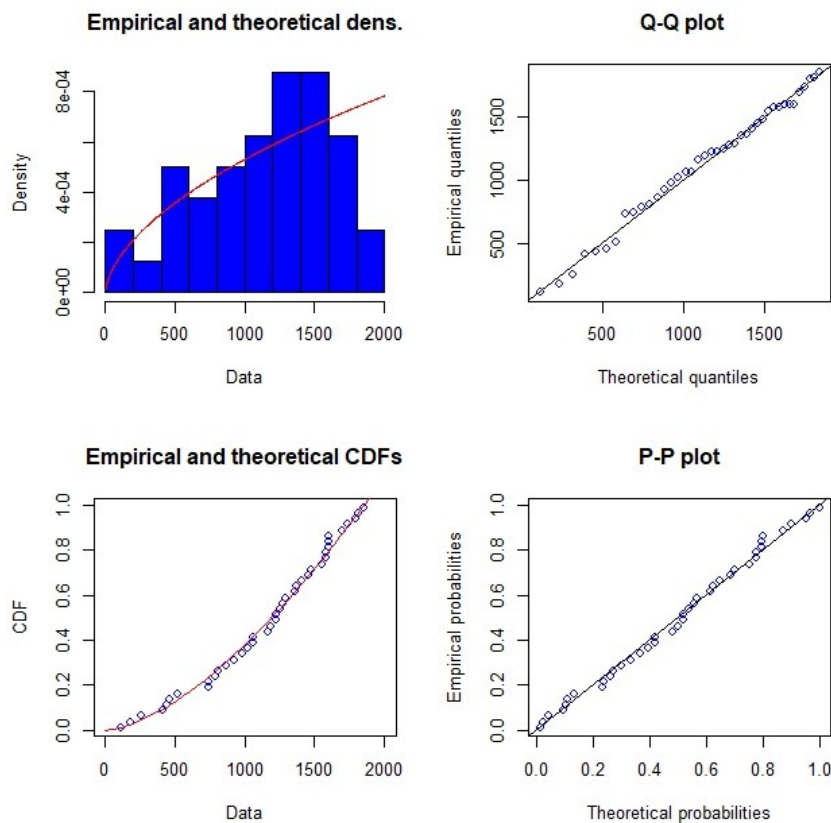 Empirical and theoretical dens.
Density
0e+00
4e-04
8e-04
0
500
1000
1500
2000
Data
Q-Q plot
Empirical quantiles
500
1000
1500
500
1000
1500
Theoretical quantiles
Empirical and theoretical CDFs
CDF
0.0
0.2
0.4
0.6
0.8
1.0
0
500
1000
1500
2000
Data
P-P plot
Empirical probabilities
0.0
0.2
0.4
0.6
0.8
1.0
0.0
0.2
0.4
0.6
0.8
1.0
Theoretical probabilities